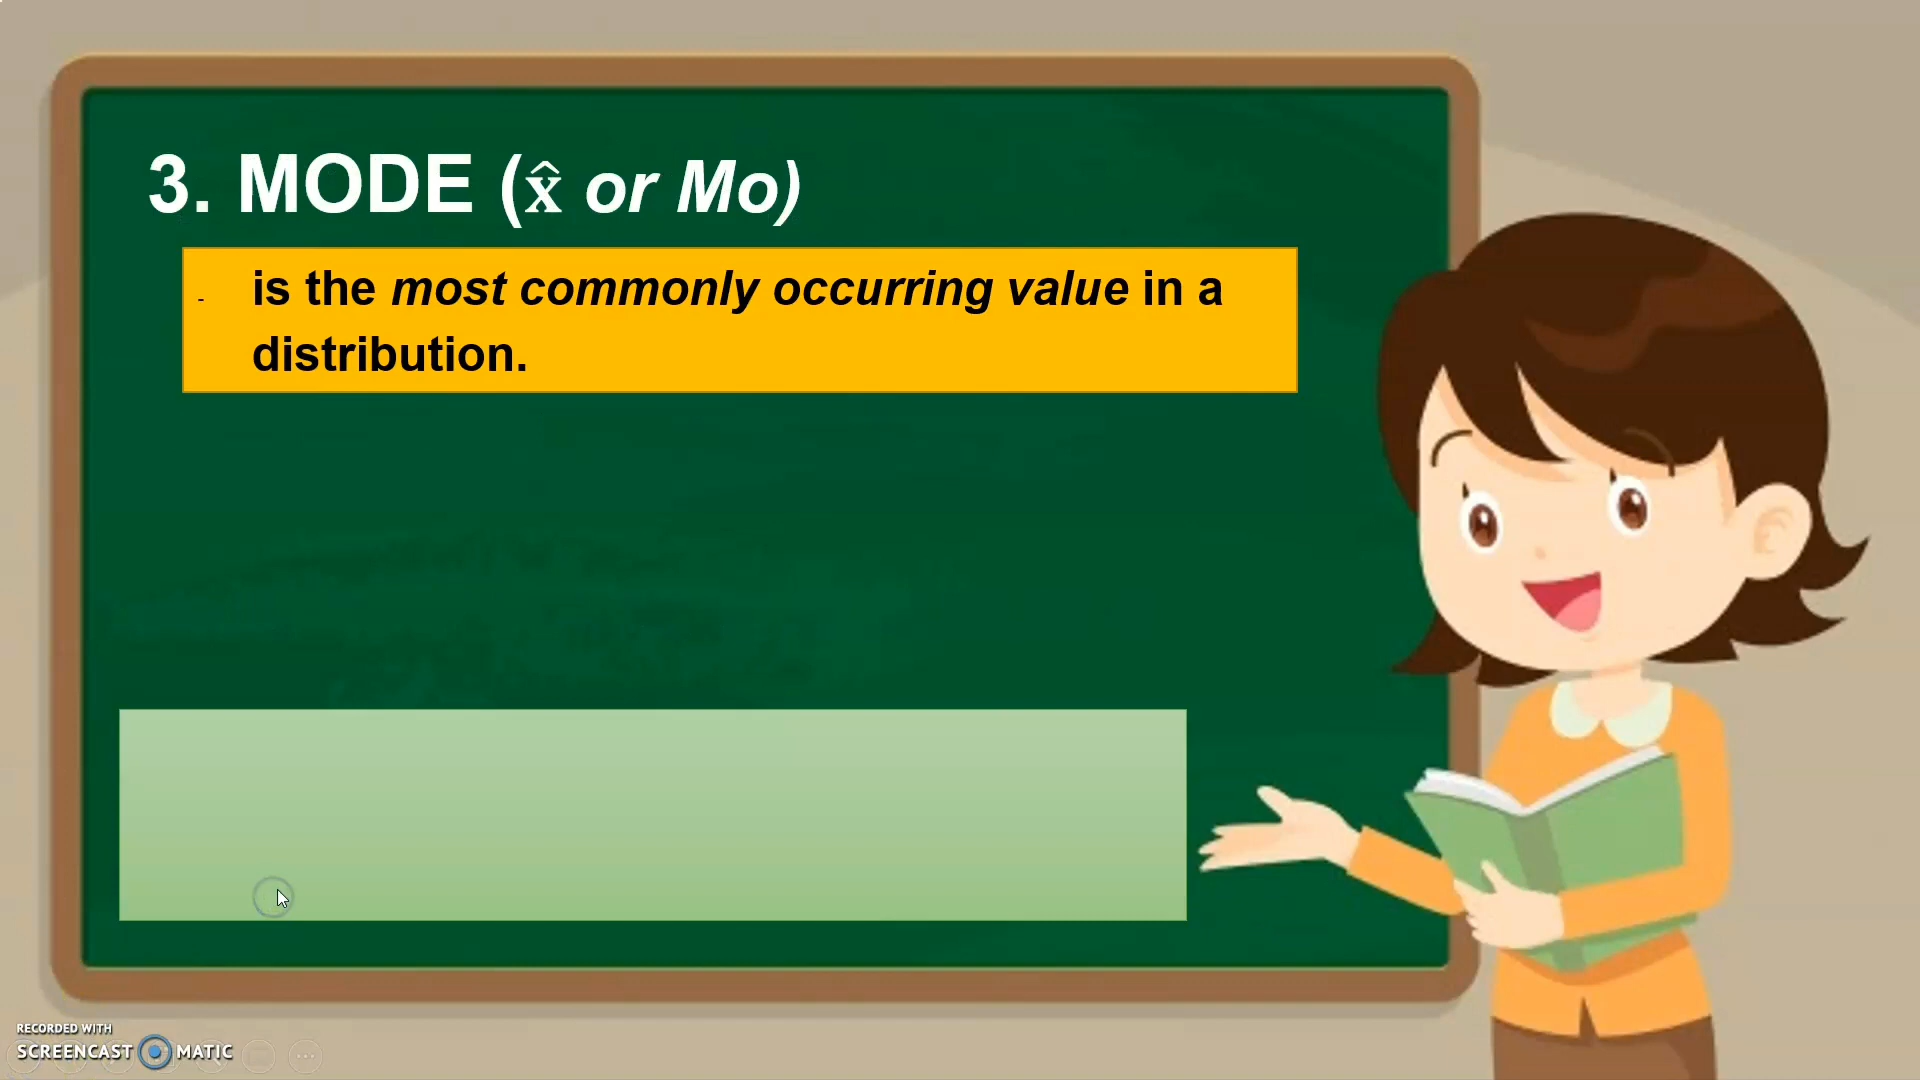 3. MODE (x̂ or Mo)
- is the most commonly occurring value in a
distribution.
RECORDED WITH
SCREENCAST MATIC